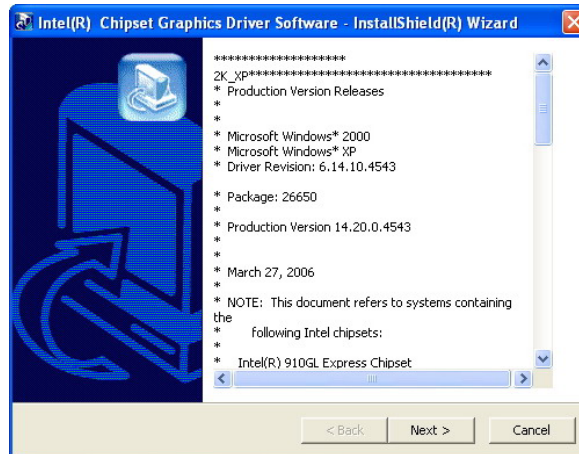 Intel(R) Chipset Graphics Driver Software - InstallShield(R) Wizard
********************
2K_XP**************************************
* Production Version Releases
*
*
* Microsoft Windows* 2000
* Microsoft Windows* XP
* Driver Revision: 6.14.10.4543
* Package: 26650
*
* Production Version 14.20.0.4543
*
*
* March 27, 2006
*
* NOTE: This document refers to systems containing
the
* following Intel chipsets:
*
* Intel(R) 910GL Express Chipset
< Back
Next >
Cancel